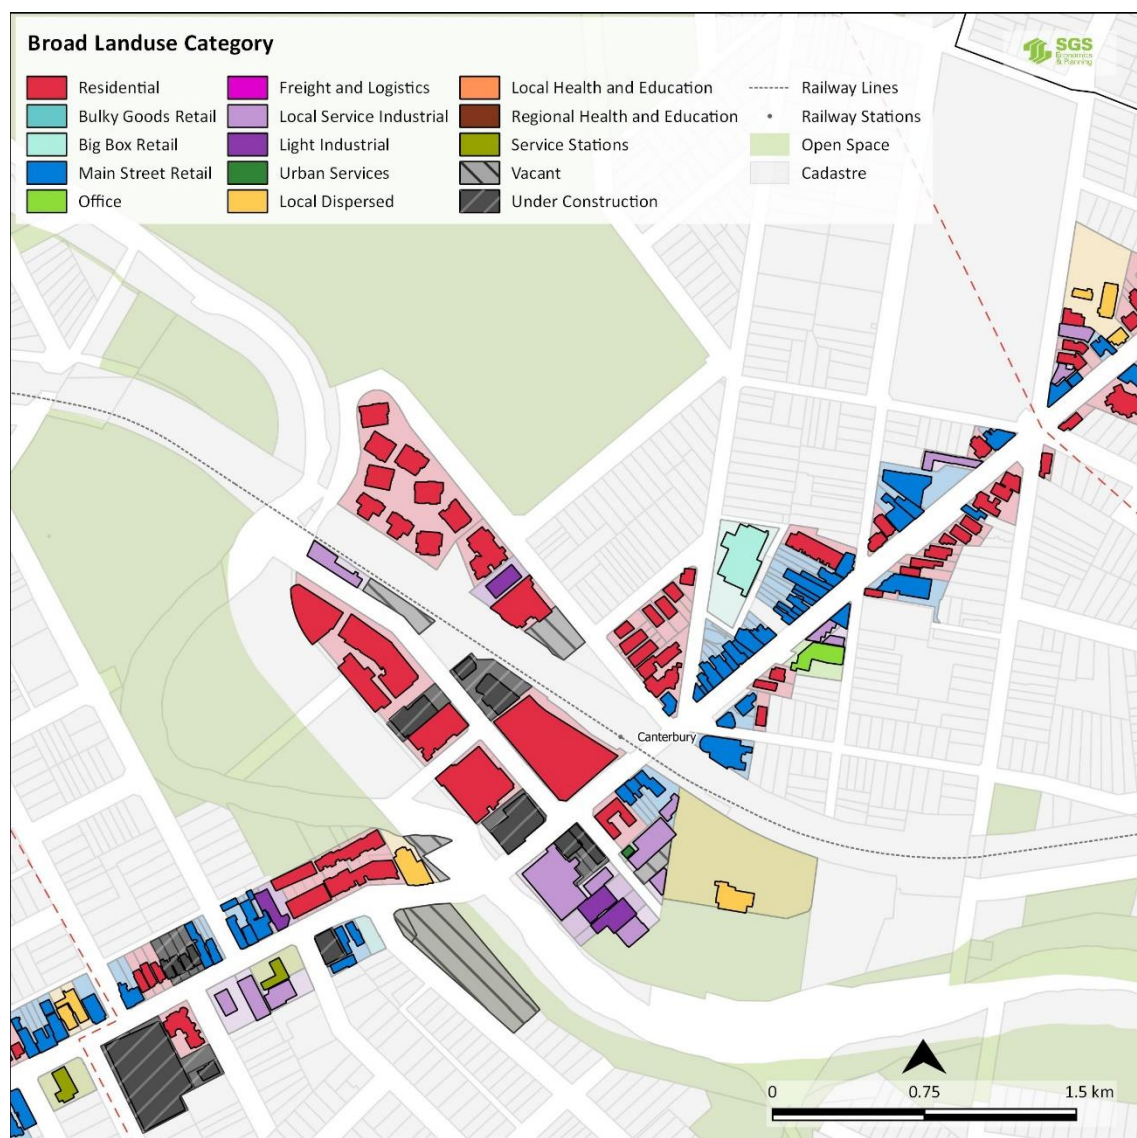 Broad Landuse Category
SGS
Economics
& Planning
Residential
Bulky Goods Retail
Big Box Retail
Main Street Retail
Office
Freight and Logistics
Local Service Industrial
Light Industrial
Urban Services
Local Dispersed
Local Health and Education
Regional Health and Education
Service Stations
Vacant
Under Construction
Railway Lines
Railway Stations
Open Space
Cadastre
Canterbury
0 0.75 1.5 km